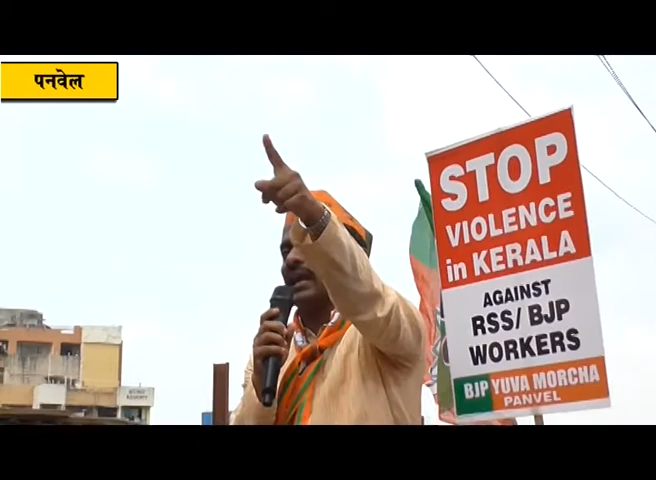 पनवेल
STOP
VIOLENCE
in KERALA
AGAINST
RSS/ BJP
WORKERS
BJP YUVA MORCHA
PANVEL